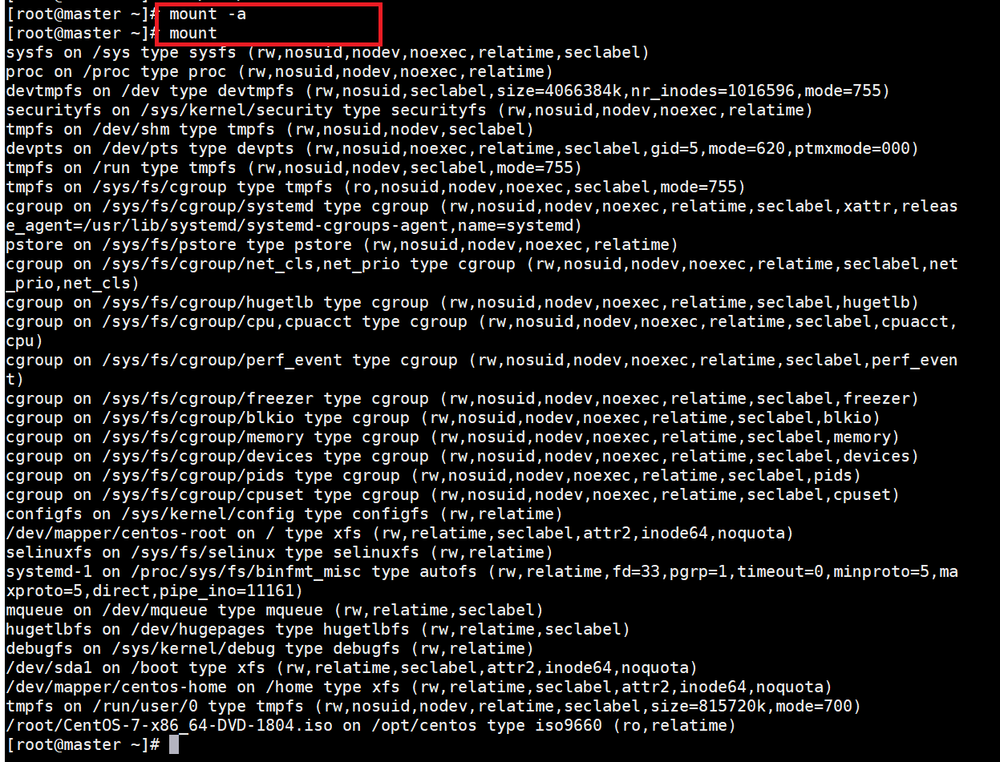 [root@master ~]# mount -a
[root@master ~]# mount
sysfs on /sys type sysfs (rw,nosuid,nodev,noexec,relatime,seclabel)
proc on /proc type proc (rw,nosuid,nodev,noexec,relatime)
devtmpfs on /dev type devtmpfs (rw,nosuid,seclabel,size=4066384k,nr_inodes=1016596,mode=755)
securityfs on /sys/kernel/security type securityfs (rw,nosuid,nodev,noexec,relatime)
tmpfs on /dev/shm type tmpfs (rw,nosuid,nodev,seclabel)
devpts on /dev/pts type devpts (rw,nosuid,noexec,relatime,seclabel,gid=5,mode=620,ptmxmode=000)
tmpfs on /run type tmpfs (rw,nosuid,nodev,seclabel,mode=755)
tmpfs on /sys/fs/cgroup type tmpfs (ro,nosuid,nodev,noexec,seclabel,mode=755)
cgroup on /sys/fs/cgroup/systemd type cgroup (rw,nosuid,nodev,noexec,relatime,seclabel,xattr,releas
e_agent=/usr/lib/systemd/systemd-cgroups-agent,name=systemd)
pstore on /sys/fs/pstore type pstore (rw,nosuid,nodev,noexec,relatime)
cgroup on /sys/fs/cgroup/net_cls,net_prio type cgroup (rw,nosuid,nodev,noexec,relatime,seclabel,net
_prio,net_cls)
cgroup on /sys/fs/cgroup/hugetlb type cgroup (rw,nosuid,nodev,noexec,relatime,seclabel,hugetlb)
cgroup on /sys/fs/cgroup/cpu,cpuacct type cgroup (rw,nosuid,nodev,noexec,relatime,seclabel,cpuacct,
cpu)
cgroup on /sys/fs/cgroup/perf_event type cgroup (rw,nosuid,nodev,noexec,relatime,seclabel,perf_even
t)
cgroup on /sys/fs/cgroup/freezer type cgroup (rw,nosuid,nodev,noexec,relatime,seclabel,freezer)
cgroup on /sys/fs/cgroup/blkio type cgroup (rw,nosuid,nodev,noexec,relatime,seclabel,blkio)
cgroup on /sys/fs/cgroup/memory type cgroup (rw,nosuid,nodev,noexec,relatime,seclabel,memory)
cgroup on /sys/fs/cgroup/devices type cgroup (rw,nosuid,nodev,noexec,relatime,seclabel,devices)
cgroup on /sys/fs/cgroup/pids type cgroup (rw,nosuid,nodev,noexec,relatime,seclabel,pids)
cgroup on /sys/fs/cgroup/cpuset type cgroup (rw,nosuid,nodev,noexec,relatime,seclabel,cpuset)
configfs on /sys/kernel/config type configfs (rw,relatime)
/dev/mapper/centos-root on / type xfs (rw,relatime,seclabel,attr2,inode64,noquota)
selinuxfs on /sys/fs/selinux type selinuxfs (rw,relatime)
systemd-1 on /proc/sys/fs/binfmt_misc type autofs (rw,relatime,fd=33,pgrp=1,timeout=0,minproto=5,ma
xproto=5,direct,pipe_ino=11161)
mqueue on /dev/mqueue type mqueue (rw,relatime,seclabel)
hugetlbfs on /dev/hugepages type hugetlbfs (rw,relatime,seclabel)
debugfs on /sys/kernel/debug type debugfs (rw,relatime)
/dev/sda1 on /boot type xfs (rw,relatime,seclabel,attr2,inode64,noquota)
/dev/mapper/centos-home on /home type xfs (rw,relatime,seclabel,attr2,inode64,noquota)
tmpfs on /run/user/0 type tmpfs (rw,nosuid,nodev,relatime,seclabel,size=815720k,mode=700)
/root/CentOS-7-x86_64-DVD-1804.iso on /opt/centos type iso9660 (ro,relatime)
[root@master ~]#